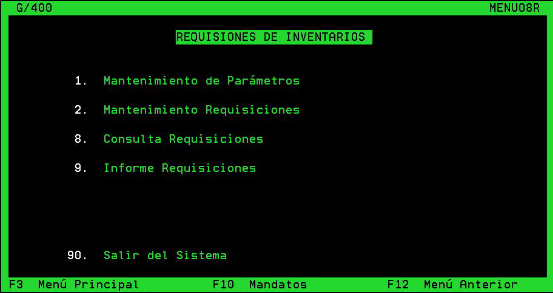 G/400 MENU08R
REQUISIONES DE INVENTARIOS
1. Mantenimiento de Parámetros
2. Mantenimiento Requisiciones
8. Consulta Requisiciones
9. Informe Requisiciones
90. Salir del Sistema
F3 Menú Principal F10 Mandatos F12 Menú Anterior